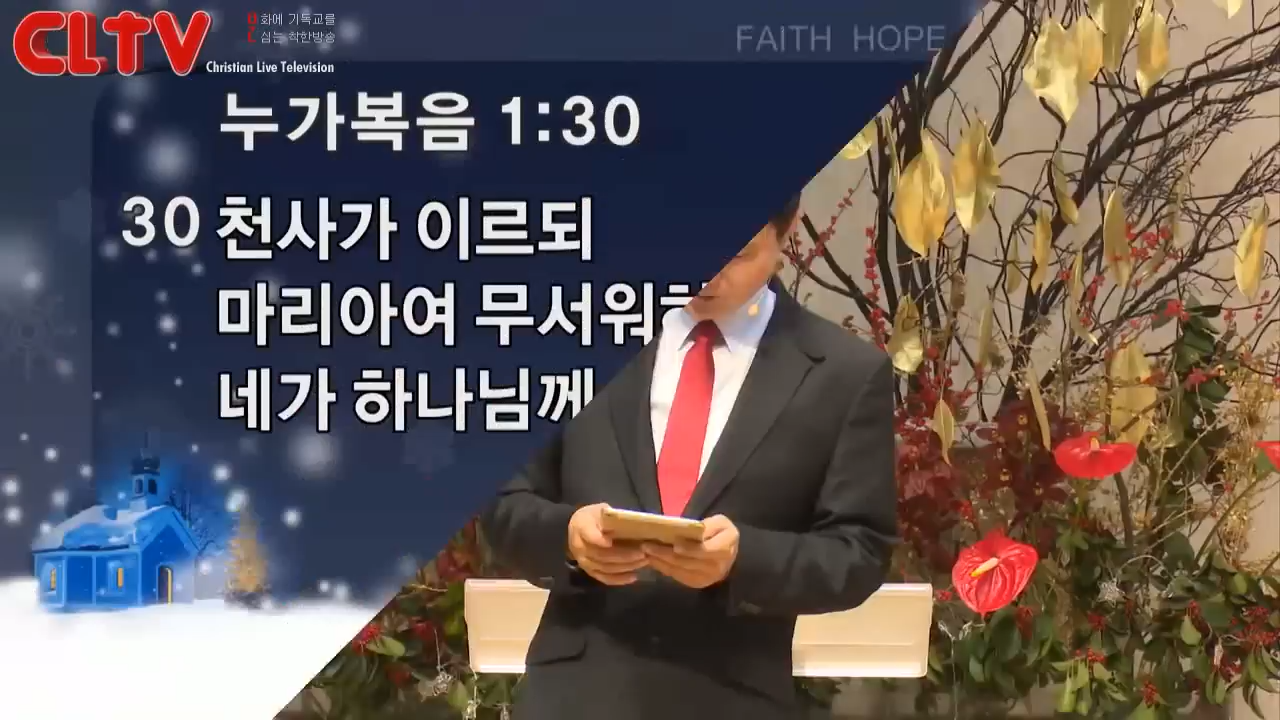 CLTV
문화에 기독교를
심는 착한방송
Christian Live Television
FAITH HOPE
누가복음 1:30
30 천사가 이르되
마리아여 무서워하
네가 하나님께